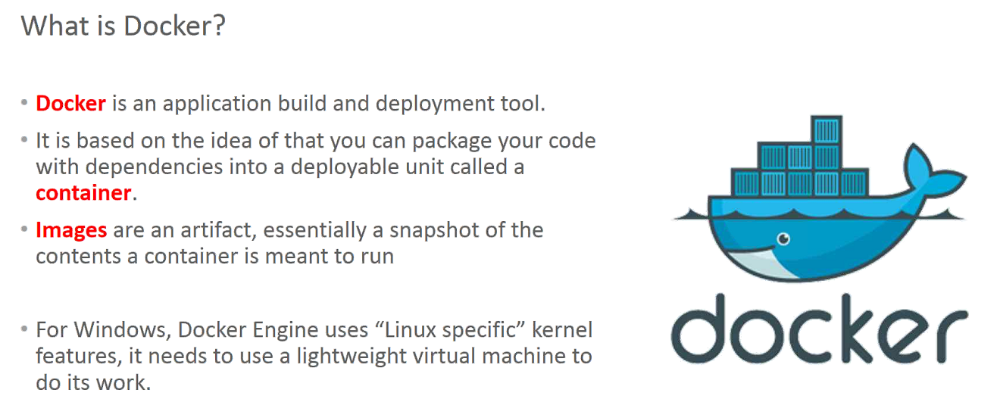 What is Docker?
• Docker is an application build and deployment tool.
• It is based on the idea of that you can package your code
with dependencies into a deployable unit called a
container.
• Images are an artifact, essentially a snapshot of the
contents a container is meant to run
• For Windows, Docker Engine uses “Linux specific” kernel
features, it needs to use a lightweight virtual machine to
do its work.
docker